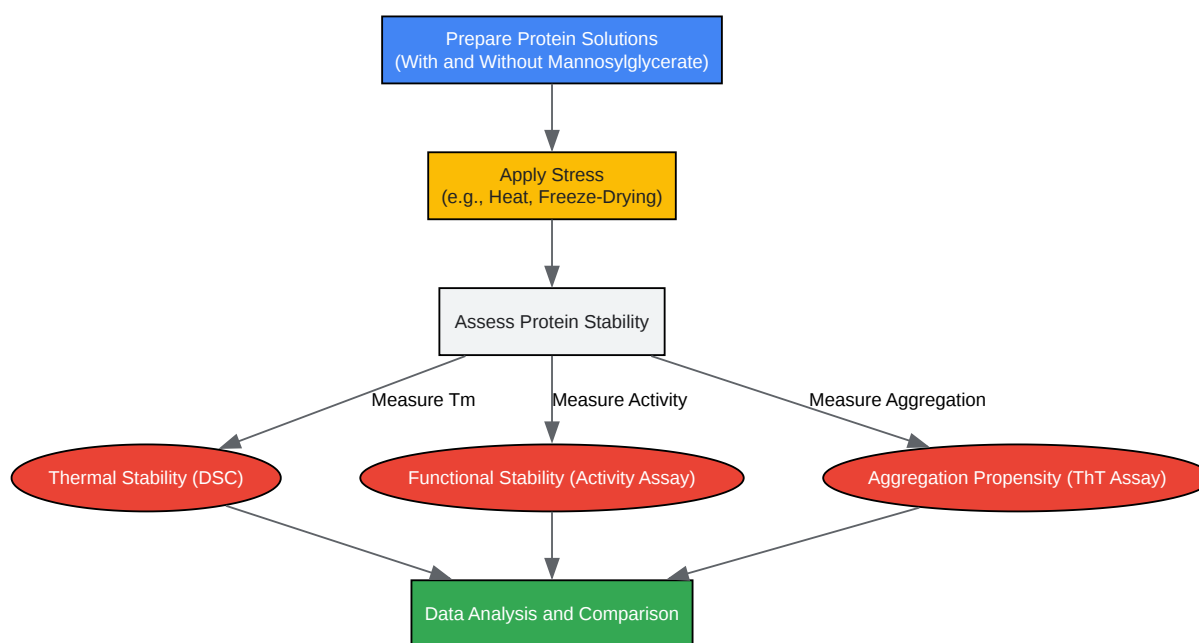 Prepare Protein Solutions
(With and Without Mannosylglycerate)
Apply Stress
(e.g., Heat, Freeze-Drying)
Assess Protein Stability
Measure Tm
Measure Activity
Measure Aggregation
Thermal Stability (DSC)
Functional Stability (Activity Assay)
Aggregation Propensity (ThT Assay)
Data Analysis and Comparison